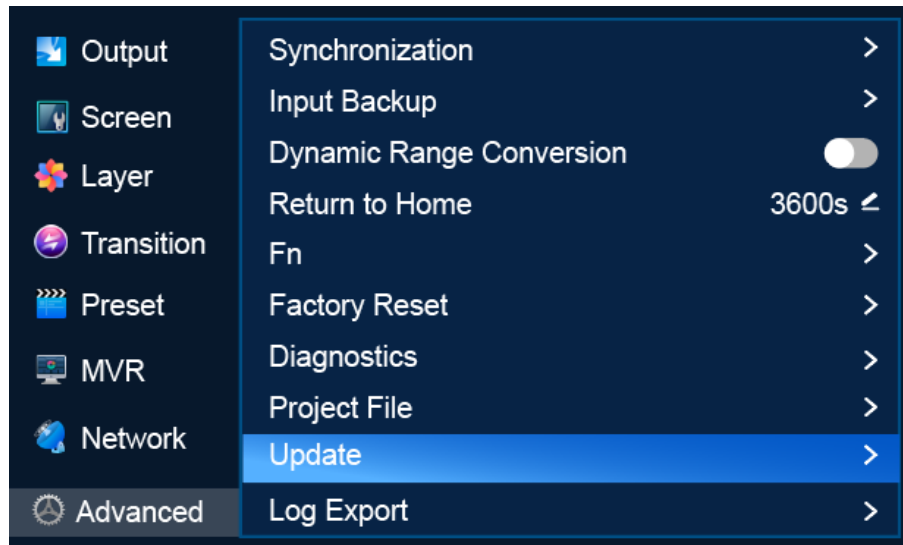 Output
Screen
Layer
Transition
Preset
MVR
Network
Advanced
Synchronization
Input Backup
Dynamic Range Conversion
Return to Home 3600s
Fn
Factory Reset
Diagnostics
Project File
Update
Log Export